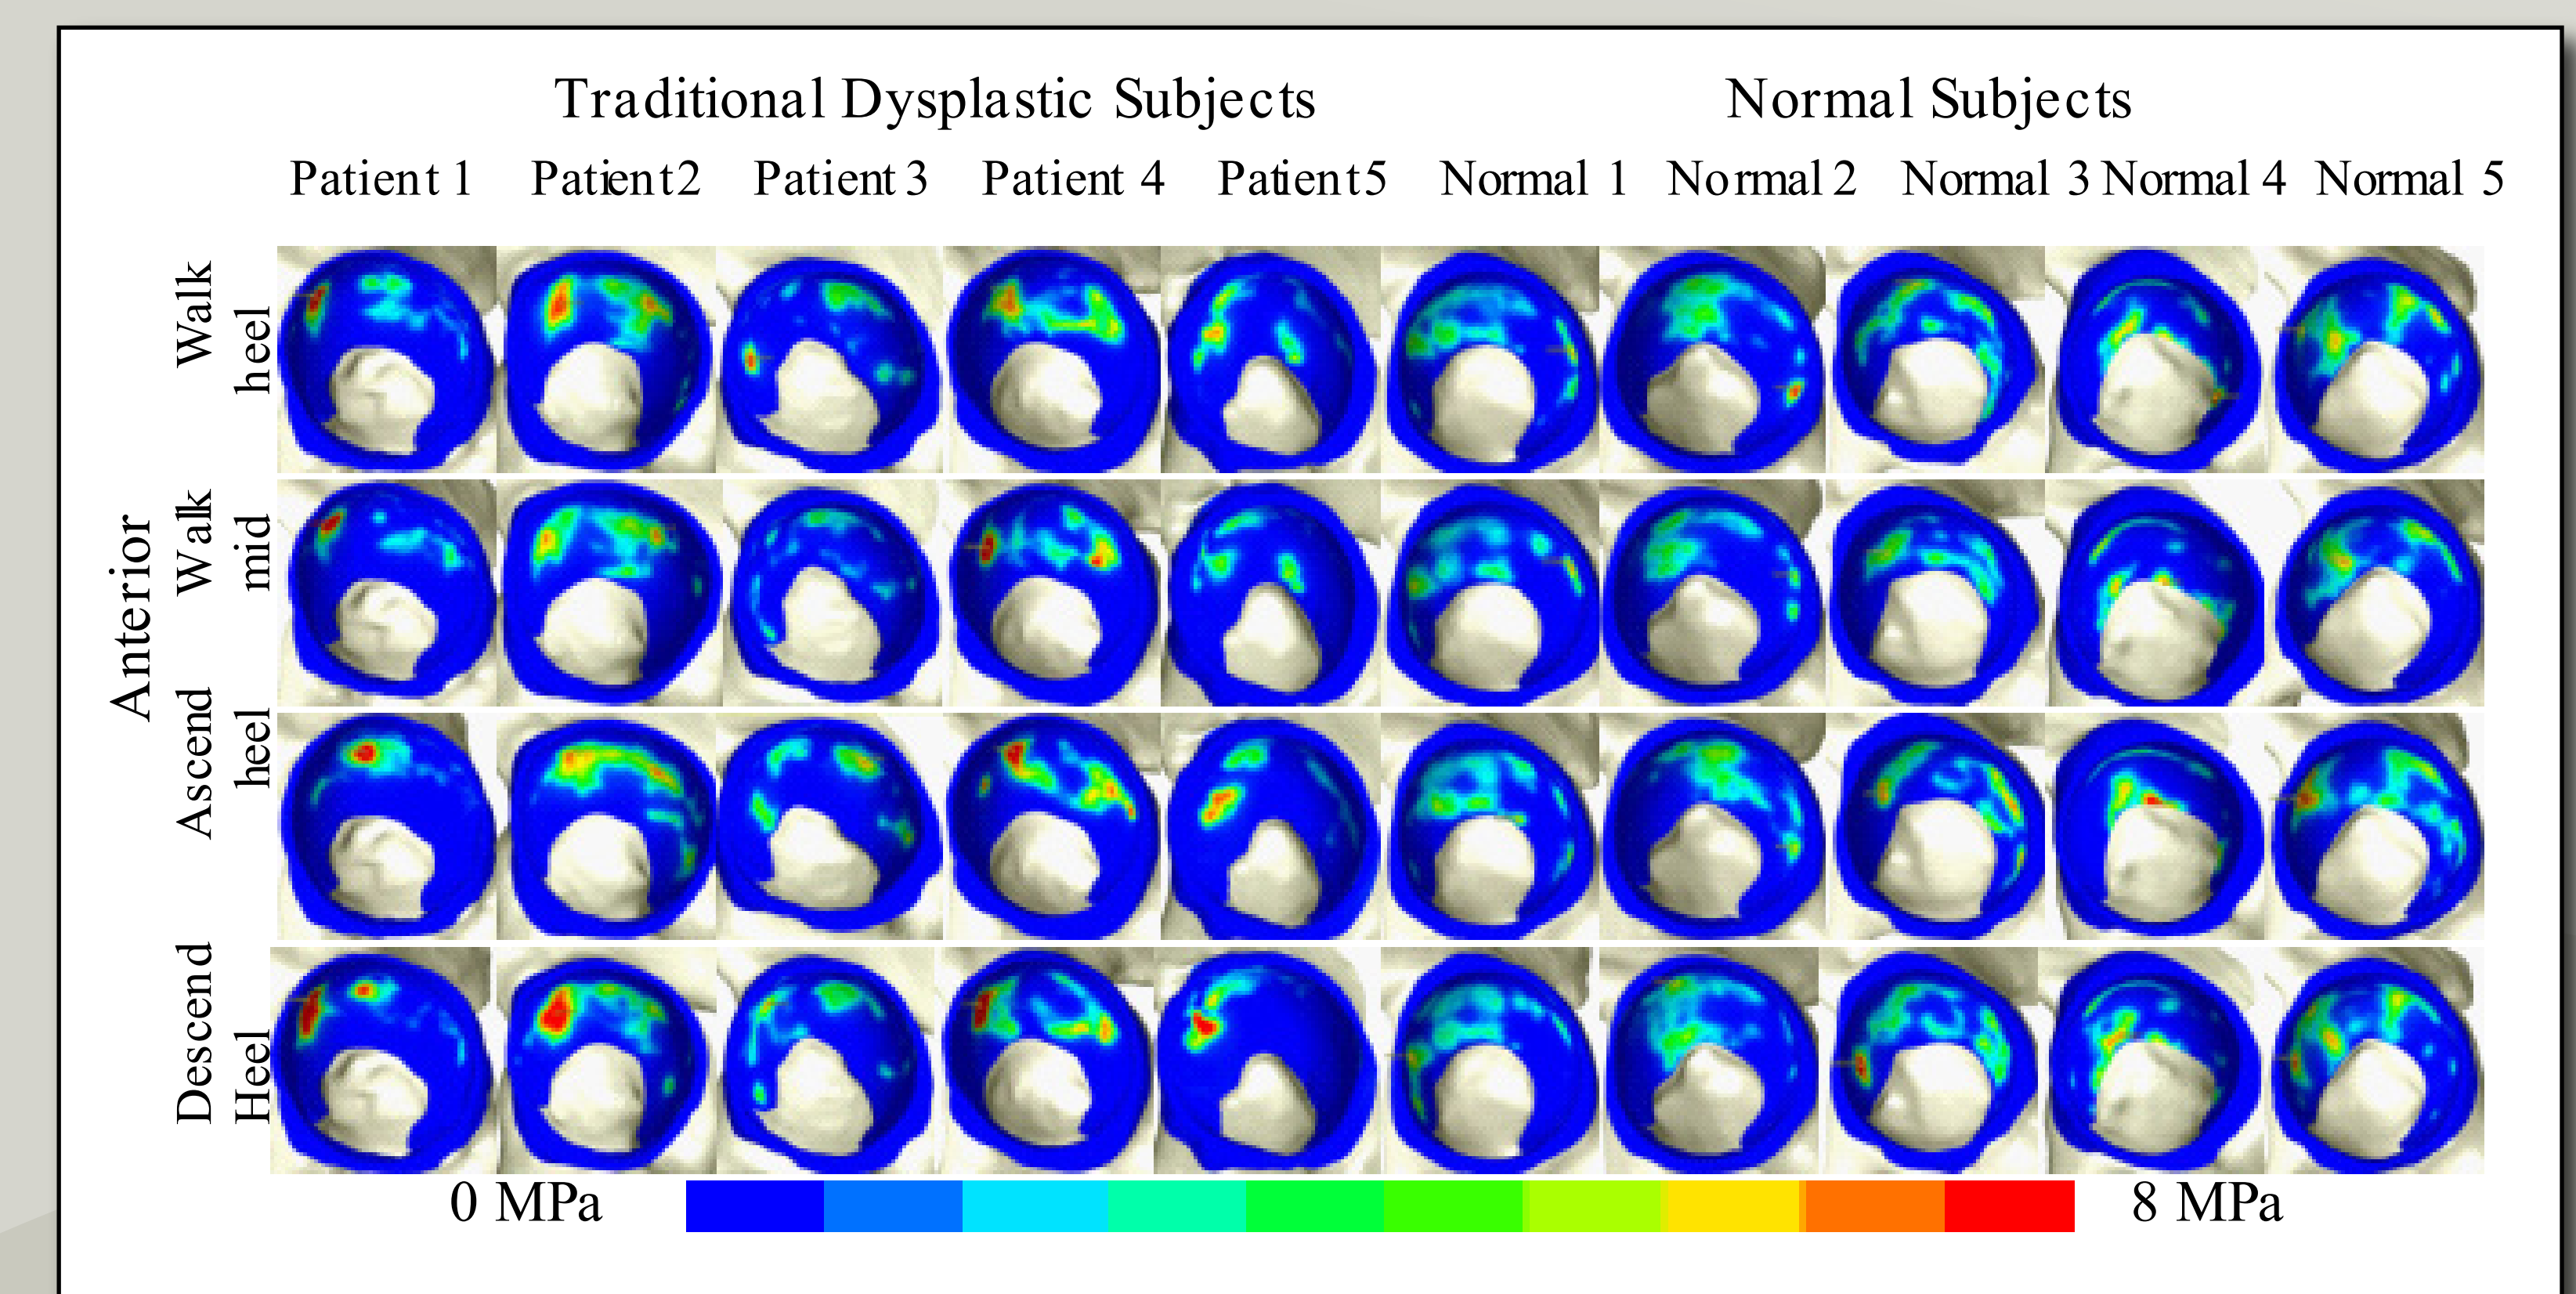 Traditional Dysplastic Subjects Normal Subjects
Patient 1 Patient2 Patient 3 Patient 4 Patient5 Normal 1 Normal 2 Normal 3 Normal 4 Normal 5
Anterior
Walk
heel
Walk
mid
Ascend
heel
Descend
Heel
0 MPa 8 MPa